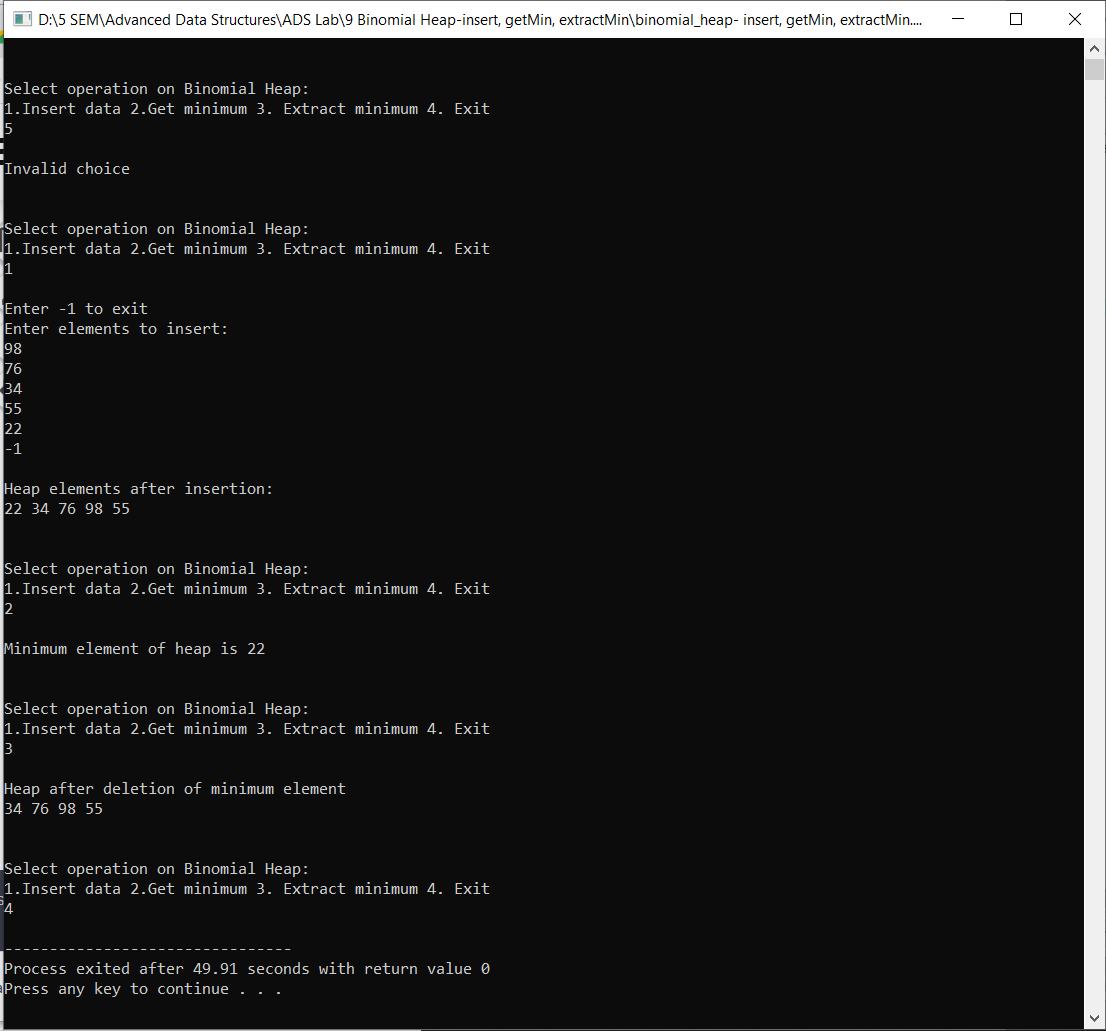 D:\5 SEM\Advanced Data Structures\ADS Lab\9 Binomial Heap-insert, getMin, extractMin\binomial_heap- insert, getMin, extractMin....
Select operation on Binomial Heap:
1.Insert data 2.Get minimum 3. Extract minimum 4. Exit
5
Invalid choice
Select operation on Binomial Heap:
1.Insert data 2.Get minimum 3. Extract minimum 4. Exit
1
Enter -1 to exit
Enter elements to insert:
98
76
34
55
22
-1
Heap elements after insertion:
22 34 76 98 55
Select operation on Binomial Heap:
1.Insert data 2.Get minimum 3. Extract minimum 4. Exit
2
Minimum element of heap is 22
Select operation on Binomial Heap:
1.Insert data 2.Get minimum 3. Extract minimum 4. Exit
3
Heap after deletion of minimum element
34 76 98 55
Select operation on Binomial Heap:
1.Insert data 2.Get minimum 3. Extract minimum 4. Exit
4
--------------------------------
Process exited after 49.91 seconds with return value 0
Press any key to continue . . .